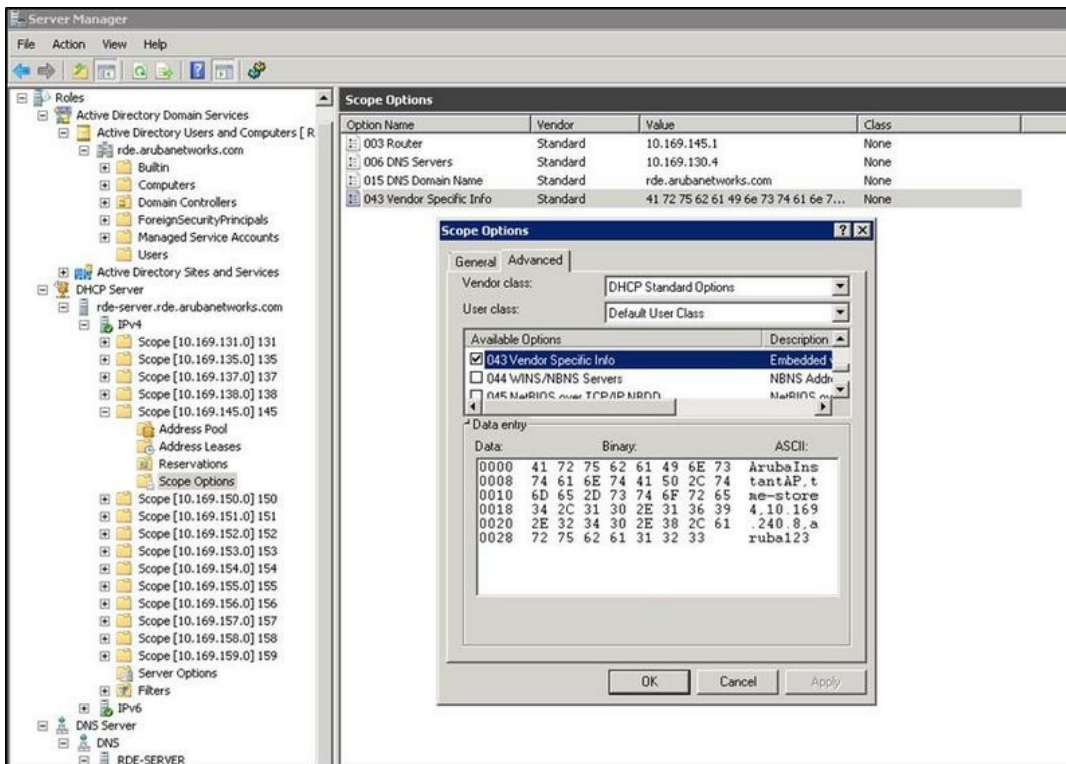 Server Manager
File Action View Help
Roles
Active Directory Domain Services
Active Directory Users and Computers [ R
rde.arubanetworks.com
Builtin
Computers
Domain Controllers
ForeignSecurityPrincipals
Managed Service Accounts
Users
Active Directory Sites and Services
DHCP Server
rde-server.rde.arubanetworks.com
IPv4
Scope [10.169.131.0] 131
Scope [10.169.135.0] 135
Scope [10.169.137.0] 137
Scope [10.169.138.0] 138
Scope [10.169.145.0] 145
Address Pool
Address Leases
Reservations
Scope Options
Scope [10.169.150.0] 150
Scope [10.169.151.0] 151
Scope [10.169.152.0] 152
Scope [10.169.153.0] 153
Scope [10.169.154.0] 154
Scope [10.169.155.0] 155
Scope [10.169.156.0] 156
Scope [10.169.157.0] 157
Scope [10.169.158.0] 158
Scope [10.169.159.0] 159
Server Options
Filters
IPv6
DNS Server
DNS
RDE-SERVER
Scope Options
Option Name Vendor Value Class
003 Router Standard 10.169.145.1 None
006 DNS Servers Standard 10.169.130.4 None
015 DNS Domain Name Standard rde.arubanetworks.com None
043 Vendor Specific Info Standard 41 72 75 62 61 49 6e 73 74 61 6e 7... None
Scope Options
General Advanced
Vendor class: DHCP Standard Options
User class: Default User Class
Available Options Description
043 Vendor Specific Info Embedded
044 WINS/NBNS Servers NBNS Addr
045 NetBIOS over TCP/IP NBDD NetBIOS
Data entry
Data: Binary: ASCII:
0000 41 72 75 62 61 49 6E 73 ArubaIns
0008 74 61 6E 74 41 50 2C 74 tantAP,t
0010 6D 65 2D 73 74 6F 72 65 me-store
0018 34 2C 31 30 2E 31 36 39 4,10.169
0020 2E 32 34 30 2E 38 2C 61 .240.8,a
0028 72 75 62 61 31 32 33 ruba123
OK Cancel Apply